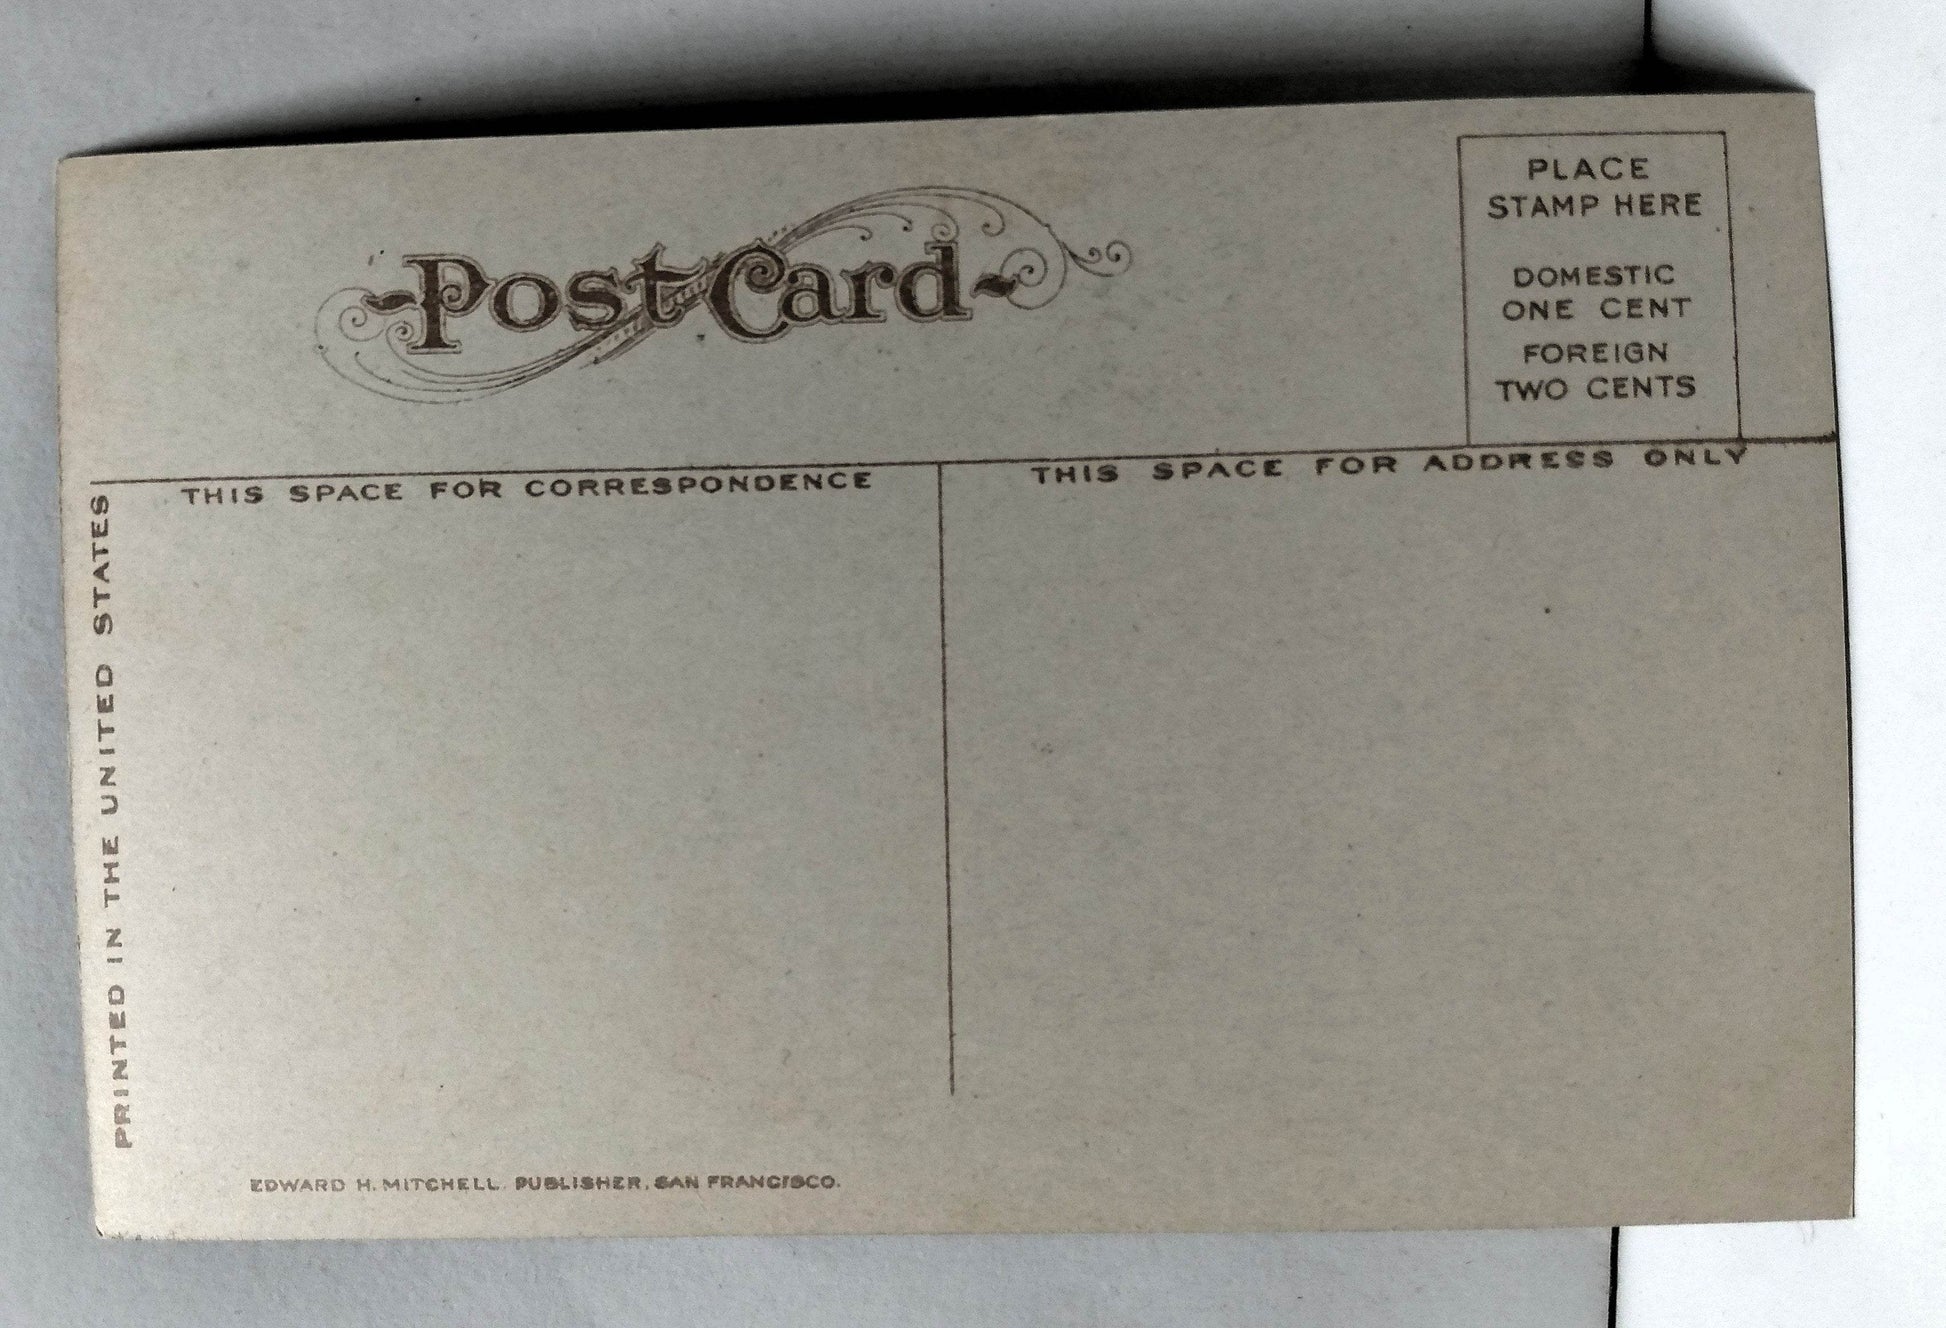 Post Card
PLACE
STAMP HERE
DOMESTIC
ONE CENT
FOREIGN
TWO CENTS
THIS SPACE FOR CORRESPONDENCE
THIS SPACE FOR ADDRESS ONLY
PRINTED IN THE UNITED STATES
EDWARD H. MITCHELL, PUBLISHER, SAN FRANCISCO.